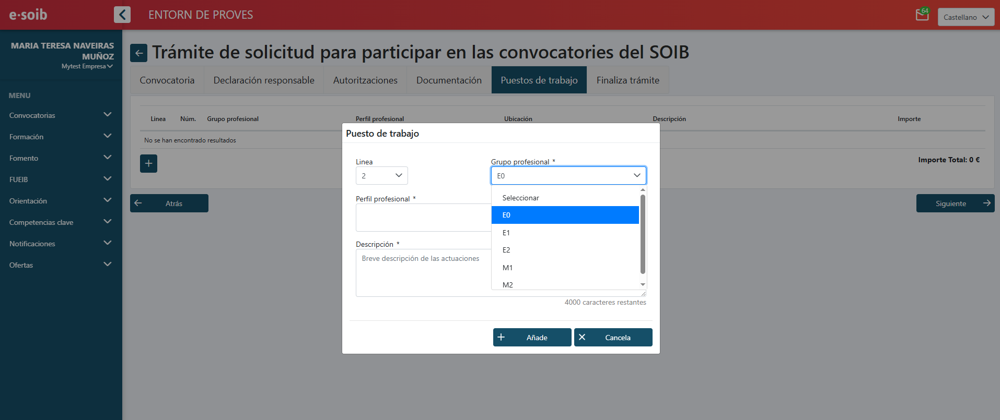 e·soib
ENTORN DE PROVES
64
Castellano
MARIA TERESA NAVEIRAS
MUÑOZ
Mytest Empresa
MENU
Convocatorias
Formación
Fomento
FUEIB
Orientación
Competencias clave
Notificaciones
Ofertas
Trámite de solicitud para participar en las convocatories del SOIB
Convocatoria
Declaración responsable
Autoritzaciones
Documentación
Puestos de trabajo
Finaliza trámite
Linea
Núm.
Grupo profesional
Perfil profesional
Ubicación
Descripción
Importe
No se han encontrado resultados
Importe Total: 0 €
Atrás
Siguiente
Puesto de trabajo
Linea
2
Grupo profesional *
E0
Seleccionar
E0
E1
E2
M1
M2
Perfil profesional *
Descripción *
Breve descripción de las actuaciones
4000 caracteres restantes
Añade
Cancela